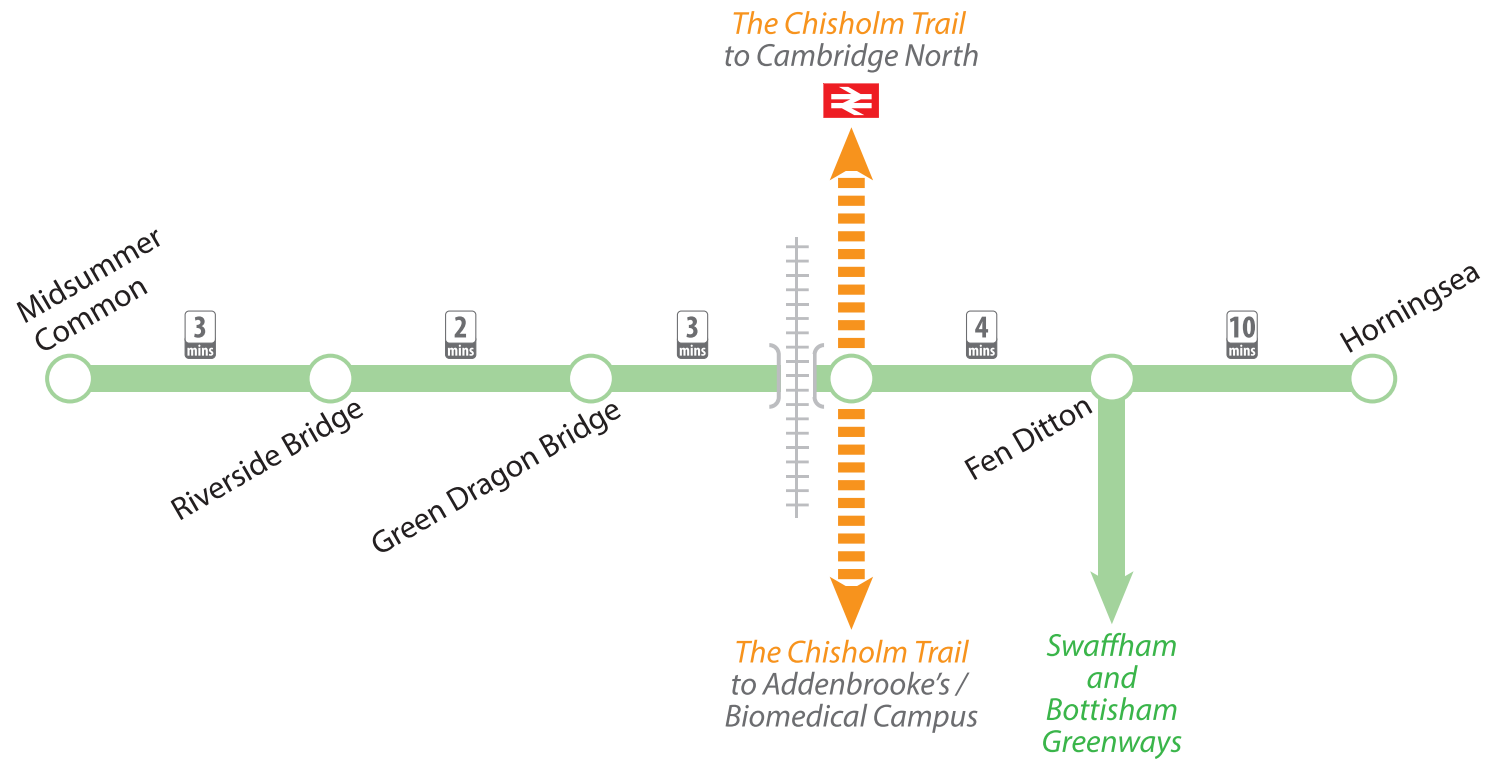 The Chisholm Trail
to Cambridge North
Midsummer
Common
3
mins
2
mins
3
mins
4
mins
10
mins
Horningsea
Riverside Bridge
Green Dragon Bridge
Fen Ditton
The Chisholm Trail
to Addenbrooke's /
Biomedical Campus
Swaffham
and
Bottisham
Greenways